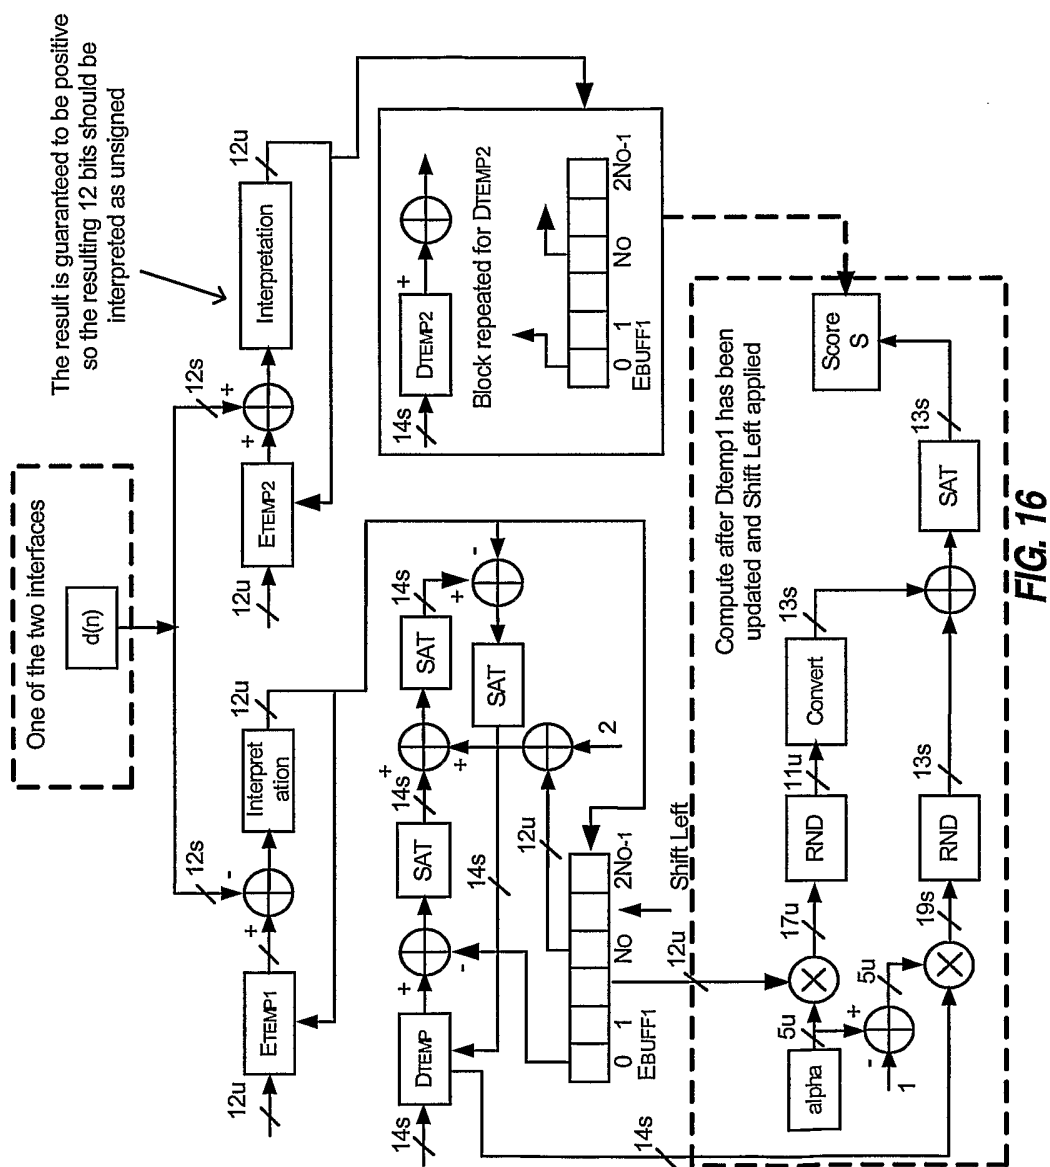 One of the two interfaces
d(n)
The result is guaranteed to be positive
so the resulting 12 bits should be
interpreted as unsigned
12s
12s
12u
ETEMP1
+
-
Interpret
ation
12u
12u
ETEMP2
+
+
Interpretation
12u
14s
DTEMP
+
-
SAT
14s
+
+
SAT
14s
+
-
SAT
14s
2
12u
0 1 NO 2NO-1
EBUFF1
Shift Left
12u
14s
14s
DTEMP2
+
Block repeated for DTEMP2
0 1 NO 2NO-1
EBUFF1
Compute after Dtemp1 has been
updated and Shift Left applied
alpha
5u
17u
RND
11u
Convert
13s
1
-
+
5u
19s
RND
13s
SAT
13s
Score
S
FIG. 16